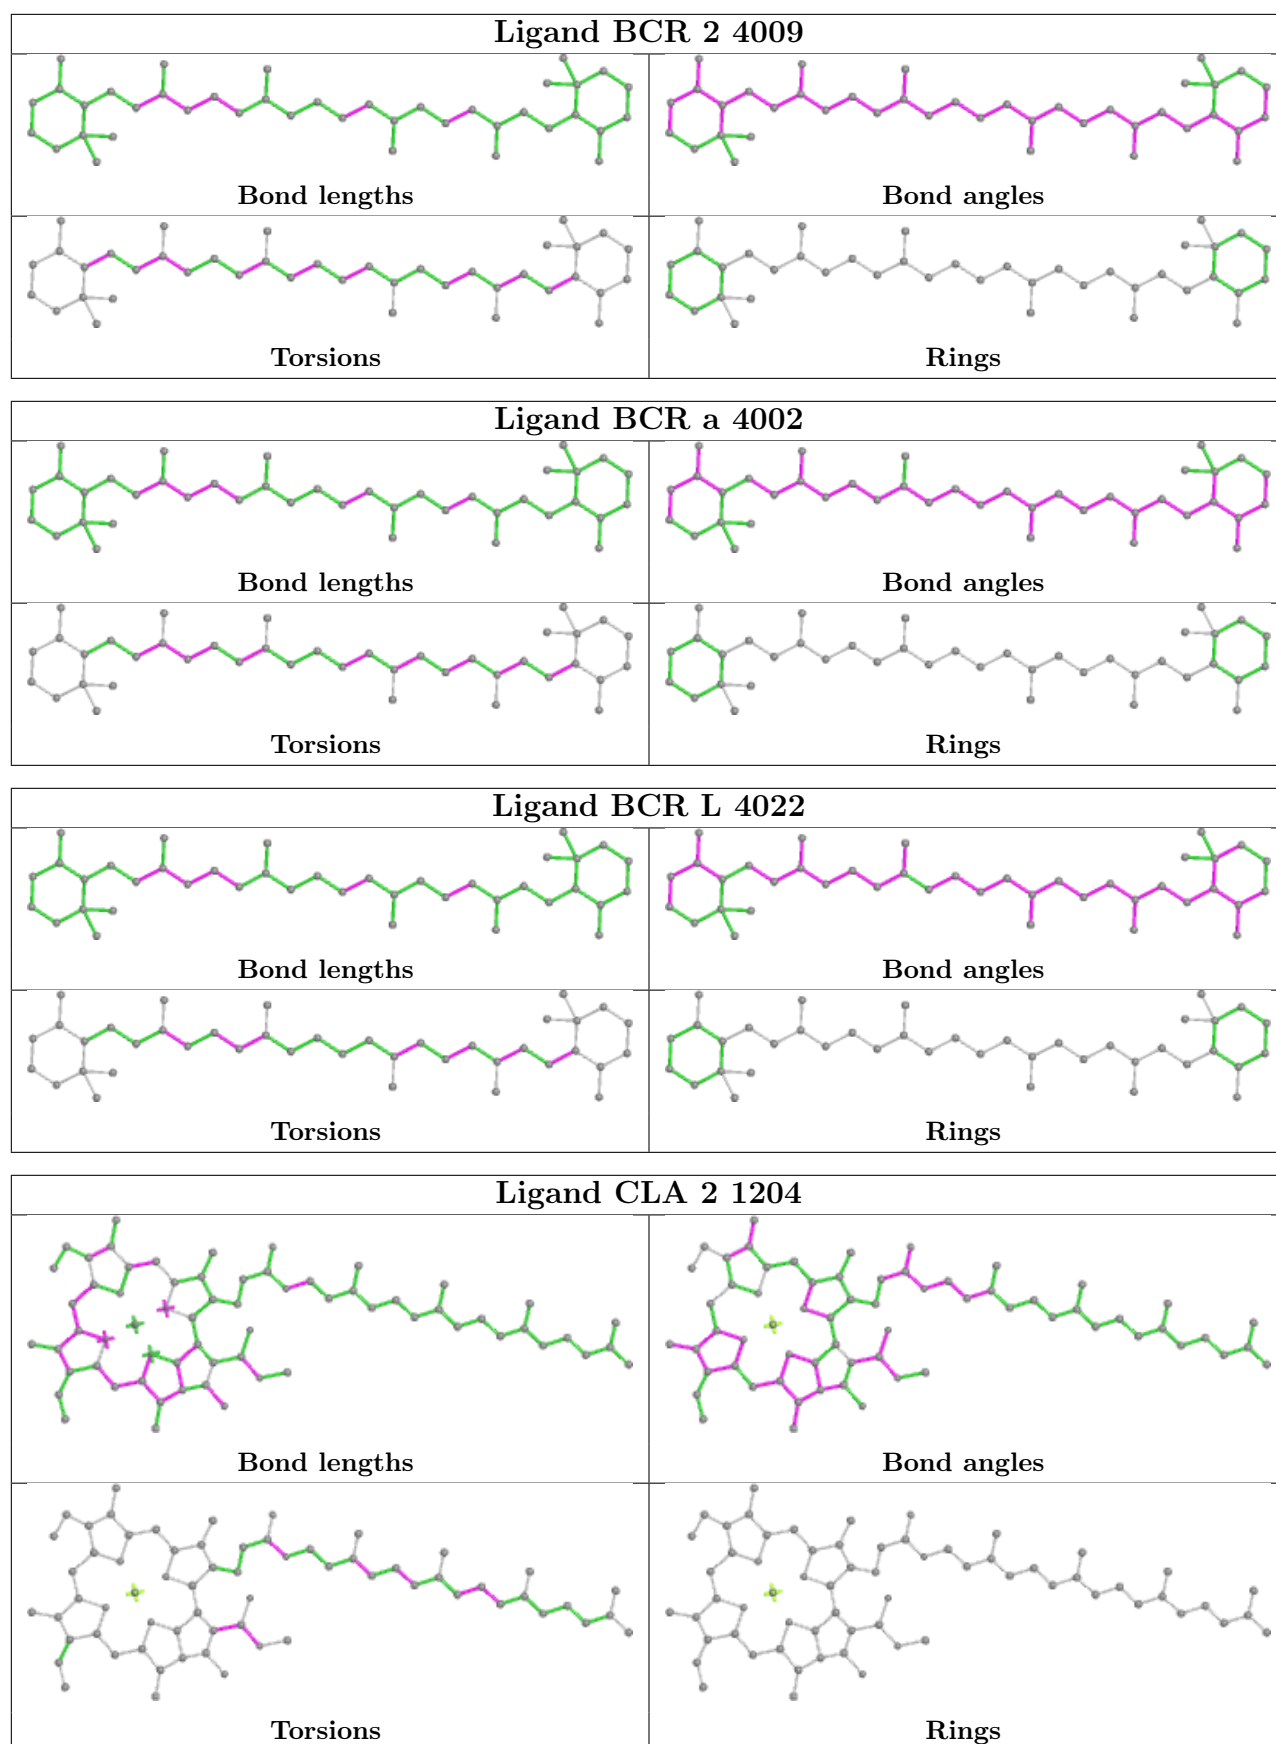 Ligand BCR 2 4009
Bond lengths
Bond angles
Torsions
Rings
Ligand BCR a 4002
Bond lengths
Bond angles
Torsions
Rings
Ligand BCR L 4022
Bond lengths
Bond angles
Torsions
Rings
Ligand CLA 2 1204
Bond lengths
Bond angles
Torsions
Rings